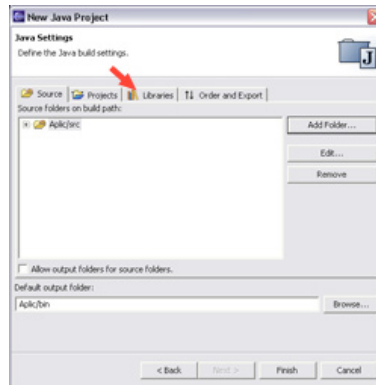 New Java Project
Java Settings
Define the Java build settings.
Source Projects Libraries Order and Export
Source folders on build path:
Aplic/src
Add Folder...
Edit...
Remove
Allow output folders for source folders.
Default output folder:
Aplic/bin
Browse...
< Back Next > Finish Cancel